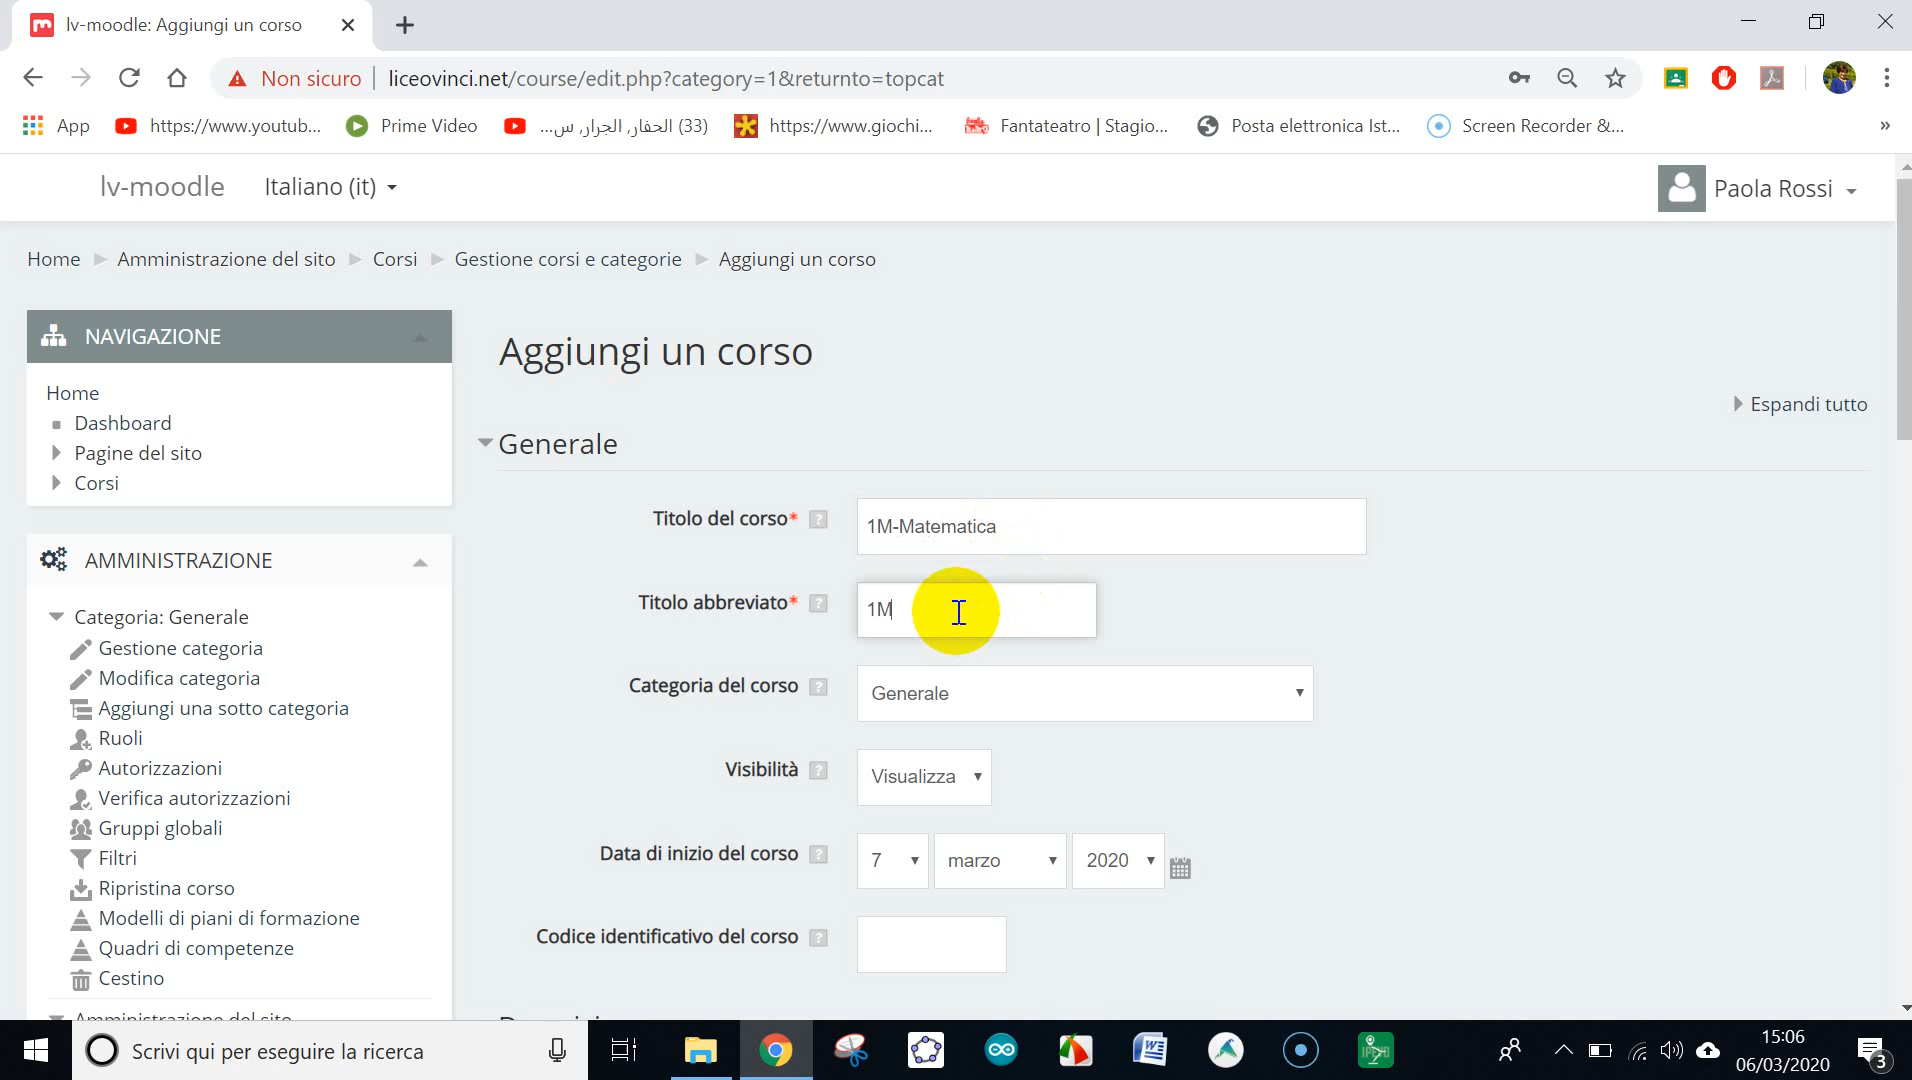 lv-moodle: Aggiungi un corso
Non sicuro
liceovinci.net/course/edit.php?category=1&returnto=topcat
App
https://www.youtub...
Prime Video
(33) الحفار, الجرار, س...
https://www.giochi...
Fantateatro | Stagio...
Posta elettronica Ist...
Screen Recorder &...
»
lv-moodle
Italiano (it)
Paola Rossi
Home
Amministrazione del sito
Corsi
Gestione corsi e categorie
Aggiungi un corso
NAVIGAZIONE
Home
Dashboard
Pagine del sito
Corsi
AMMINISTRAZIONE
Categoria: Generale
Gestione categoria
Modifica categoria
Aggiungi una sotto categoria
Ruoli
Autorizzazioni
Verifica autorizzazioni
Gruppi globali
Filtri
Ripristina corso
Modelli di piani di formazione
Quadri di competenze
Cestino
Amministrazione del sito
Aggiungi un corso
Espandi tutto
Generale
Titolo del corso* ?
1M-Matematica
Titolo abbreviato* ?
1M
Categoria del corso ?
Generale
Visibilità ?
Visualizza
Data di inizio del corso ?
7 marzo 2020
Codice identificativo del corso ?
Scrivi qui per eseguire la ricerca
15:06
06/03/2020
3